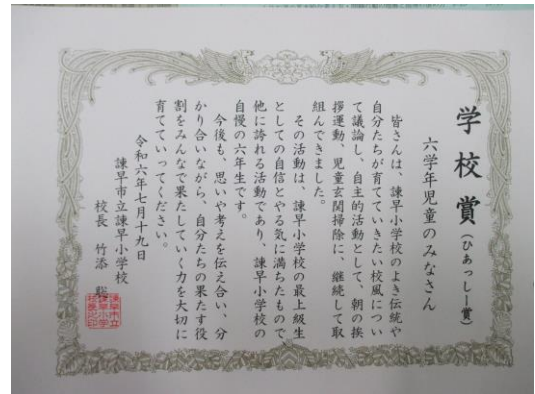 学校賞(ひあっしー賞)
六学年児童のみなさん
皆さんは、諫早小学校のよき伝統や
自分たちが育てていきたい校風につい
て議論し、自主的活動として、朝の挨
拶運動、児童玄関掃除に、継続して取
組んできました。
その活動は、諫早小学校の最上級生
としての自信とやる気に満ちたもので、
他に誇れる活動であり、諫早小学校の
自慢の六年生です。
今後も、思いや考えを伝え合い、分
かり合いながら、自分たちの果たす役
割をみんなで果たしていく力を大切に
育てていってください。
令和六年七月十九日
諫早市立諫早小学校
校長 竹添 聡